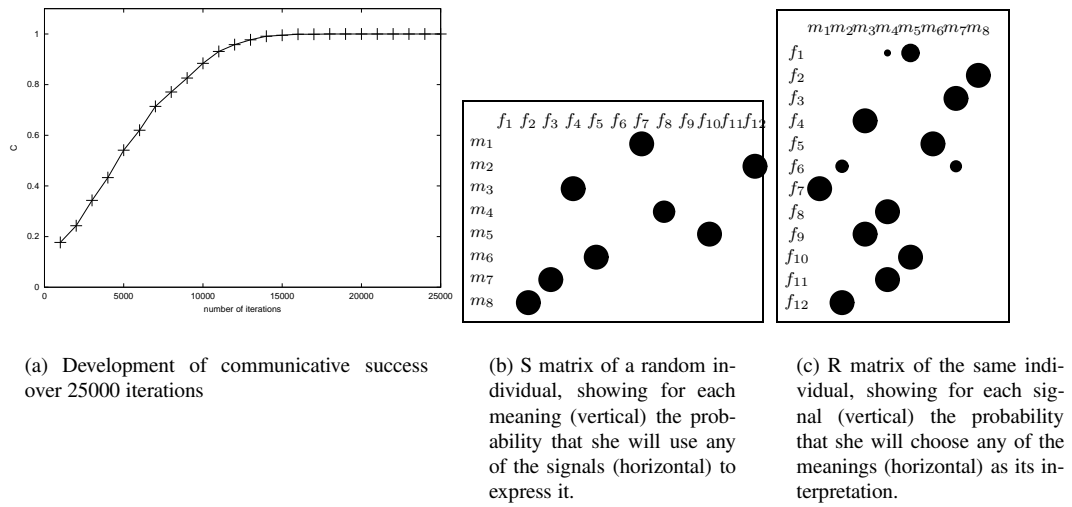 1
0.8
0.6
0.4
0.2
0
C
0 5000 10000 15000 20000 25000
number of iterations
(a) Development of communicative success
over 25000 iterations
f1 f2 f3 f4 f5 f6 f7 f8 f9 f10 f11 f12
m1
m2
m3
m4
m5
m6
m7
m8
(b) S matrix of a random in-
dividual, showing for each
meaning (vertical) the prob-
ability that she will use any
of the signals (horizontal) to
express it.
m1 m2 m3 m4 m5 m6 m7 m8
f1
f2
f3
f4
f5
f6
f7
f8
f9
f10
f11
f12
(c) R matrix of the same indi-
vidual, showing for each sig-
nal (vertical) the probability
that she will choose any of the
meanings (horizontal) as its in-
terpretation.